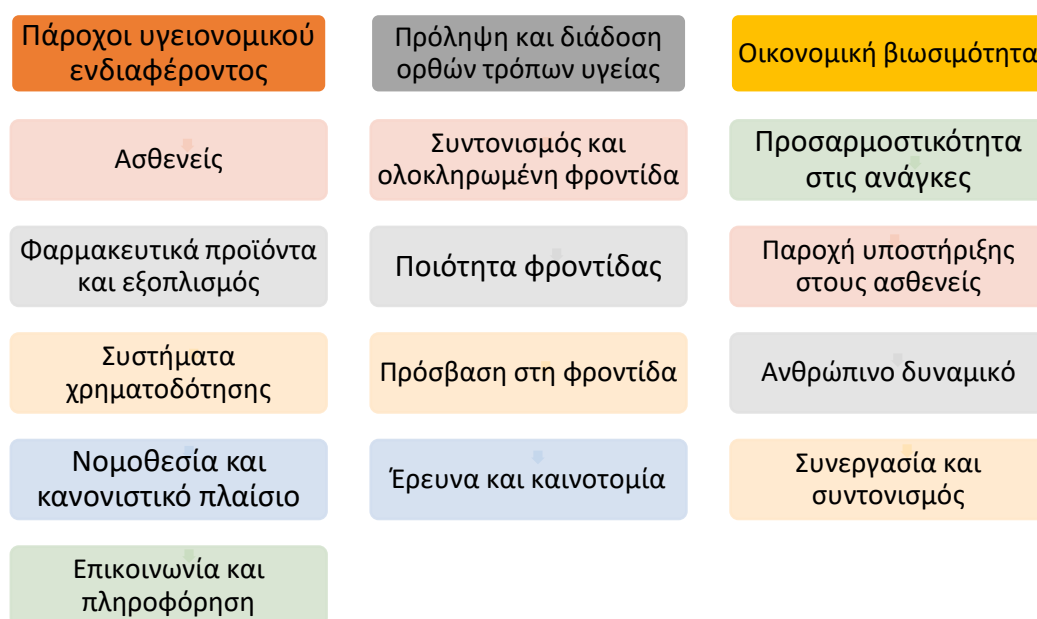 Πάροχοι υγειονομικού
ενδιαφέροντος
Ασθενείς
Φαρμακευτικά προϊόντα
και εξοπλισμός
Συστήματα
χρηματοδότησης
Νομοθεσία και
κανονιστικό πλαίσιο
Επικοινωνία και
πληροφόρηση
Πρόληψη και διάδοση
ορθών τρόπων υγείας
Συντονισμός και
ολοκληρωμένη φροντίδα
Ποιότητα φροντίδας
Πρόσβαση στη φροντίδα
Έρευνα και καινοτομία
Οικονομική βιωσιμότητα
Προσαρμοστικότητα
στις ανάγκες
Παροχή υποστήριξης
στους ασθενείς
Ανθρώπινο δυναμικό
Συνεργασία και
συντονισμός